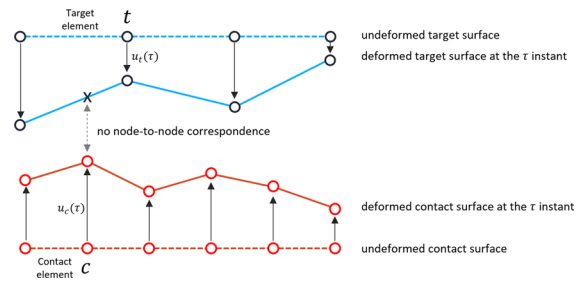 Target
element
t
undeformed target surface
u_t(τ)
deformed target surface at the τ instant
no node-to-node correspondence
u_c(τ)
deformed contact surface at the τ instant
undeformed contact surface
Contact
element
c